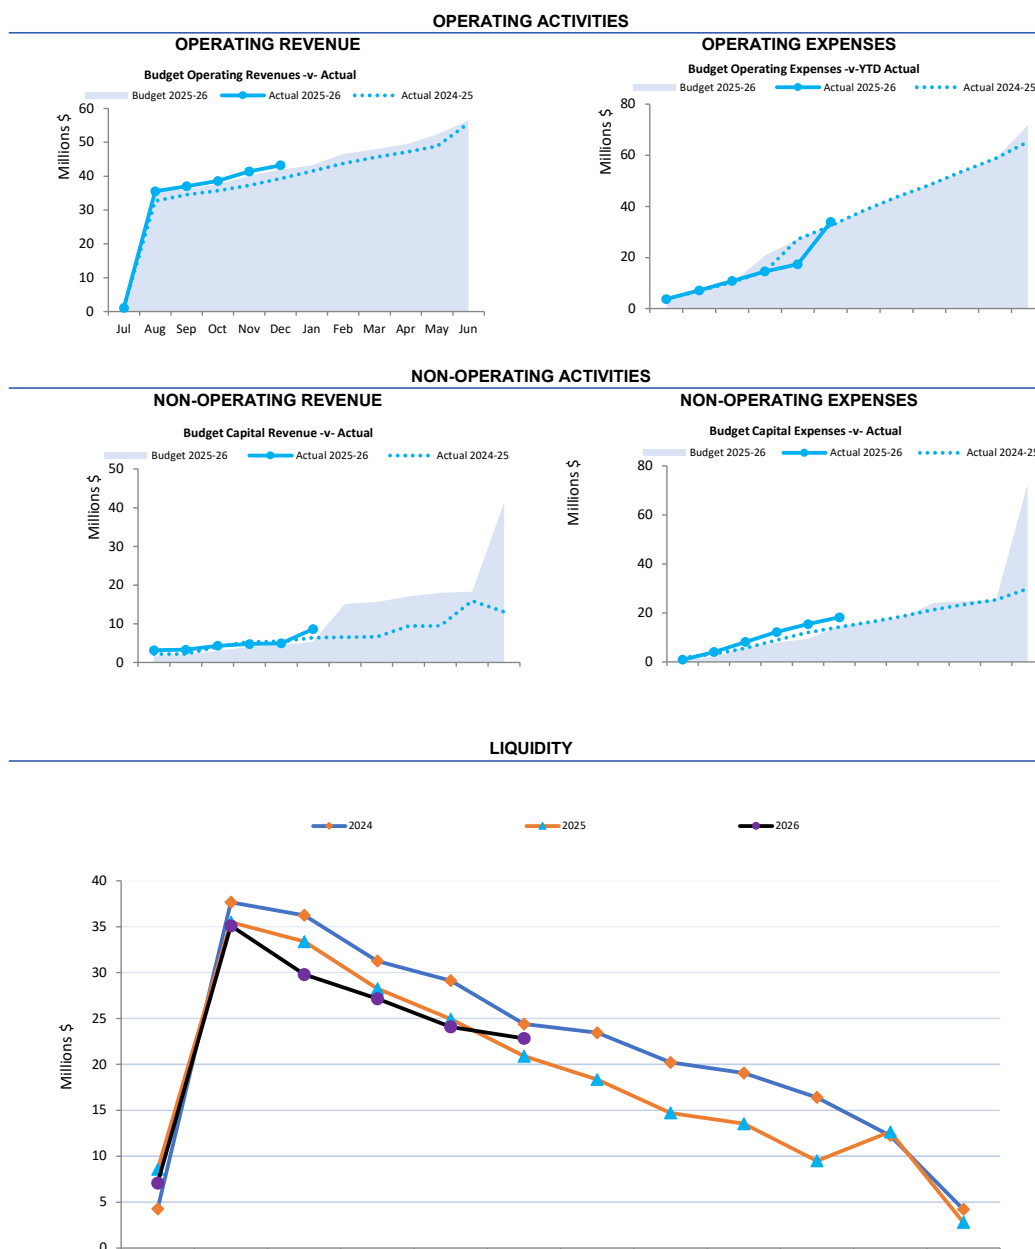 OPERATING ACTIVITIES
OPERATING REVENUE
Budget Operating Revenues -v- Actual
Budget 2025-26 Actual 2025-26 Actual 2024-25
Millions $
60
50
40
30
20
10
0
Jul Aug Sep Oct Nov Dec Jan Feb Mar Apr May Jun
OPERATING EXPENSES
Budget Operating Expenses -v-YTD Actual
Budget 2025-26 Actual 2025-26 Actual 2024-25
Millions $
80
60
40
20
0
NON-OPERATING ACTIVITIES
NON-OPERATING REVENUE
Budget Capital Revenue -v- Actual
Budget 2025-26 Actual 2025-26 Actual 2024-25
Millions $
50
40
30
20
10
0
NON-OPERATING EXPENSES
Budget Capital Expenses -v- Actual
Budget 2025-26 Actual 2025-26 Actual 2024-25
Millions $
80
60
40
20
0
LIQUIDITY
2024 2025 2026
Millions $
40
35
30
25
20
15
10
5
0